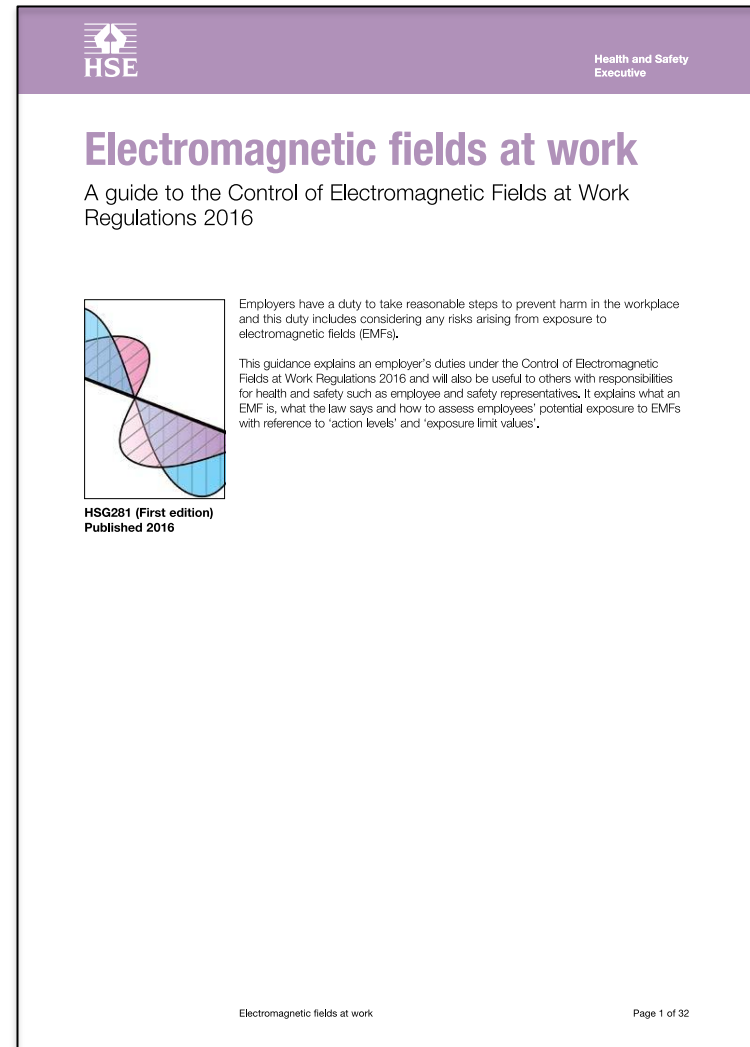 HSE
Health and Safety
Executive
Electromagnetic fields at work
A guide to the Control of Electromagnetic Fields at Work
Regulations 2016
Employers have a duty to take reasonable steps to prevent harm in the workplace
and this duty includes considering any risks arising from exposure to
electromagnetic fields (EMFs).
This guidance explains an employer’s duties under the Control of Electromagnetic
Fields at Work Regulations 2016 and will also be useful to others with responsibilities
for health and safety such as employee and safety representatives. It explains what an
EMF is, what the law says and how to assess employees’ potential exposure to EMFs
with reference to ‘action levels’ and ‘exposure limit values’.
HSG281 (First edition)
Published 2016
Electromagnetic fields at work
Page 1 of 32